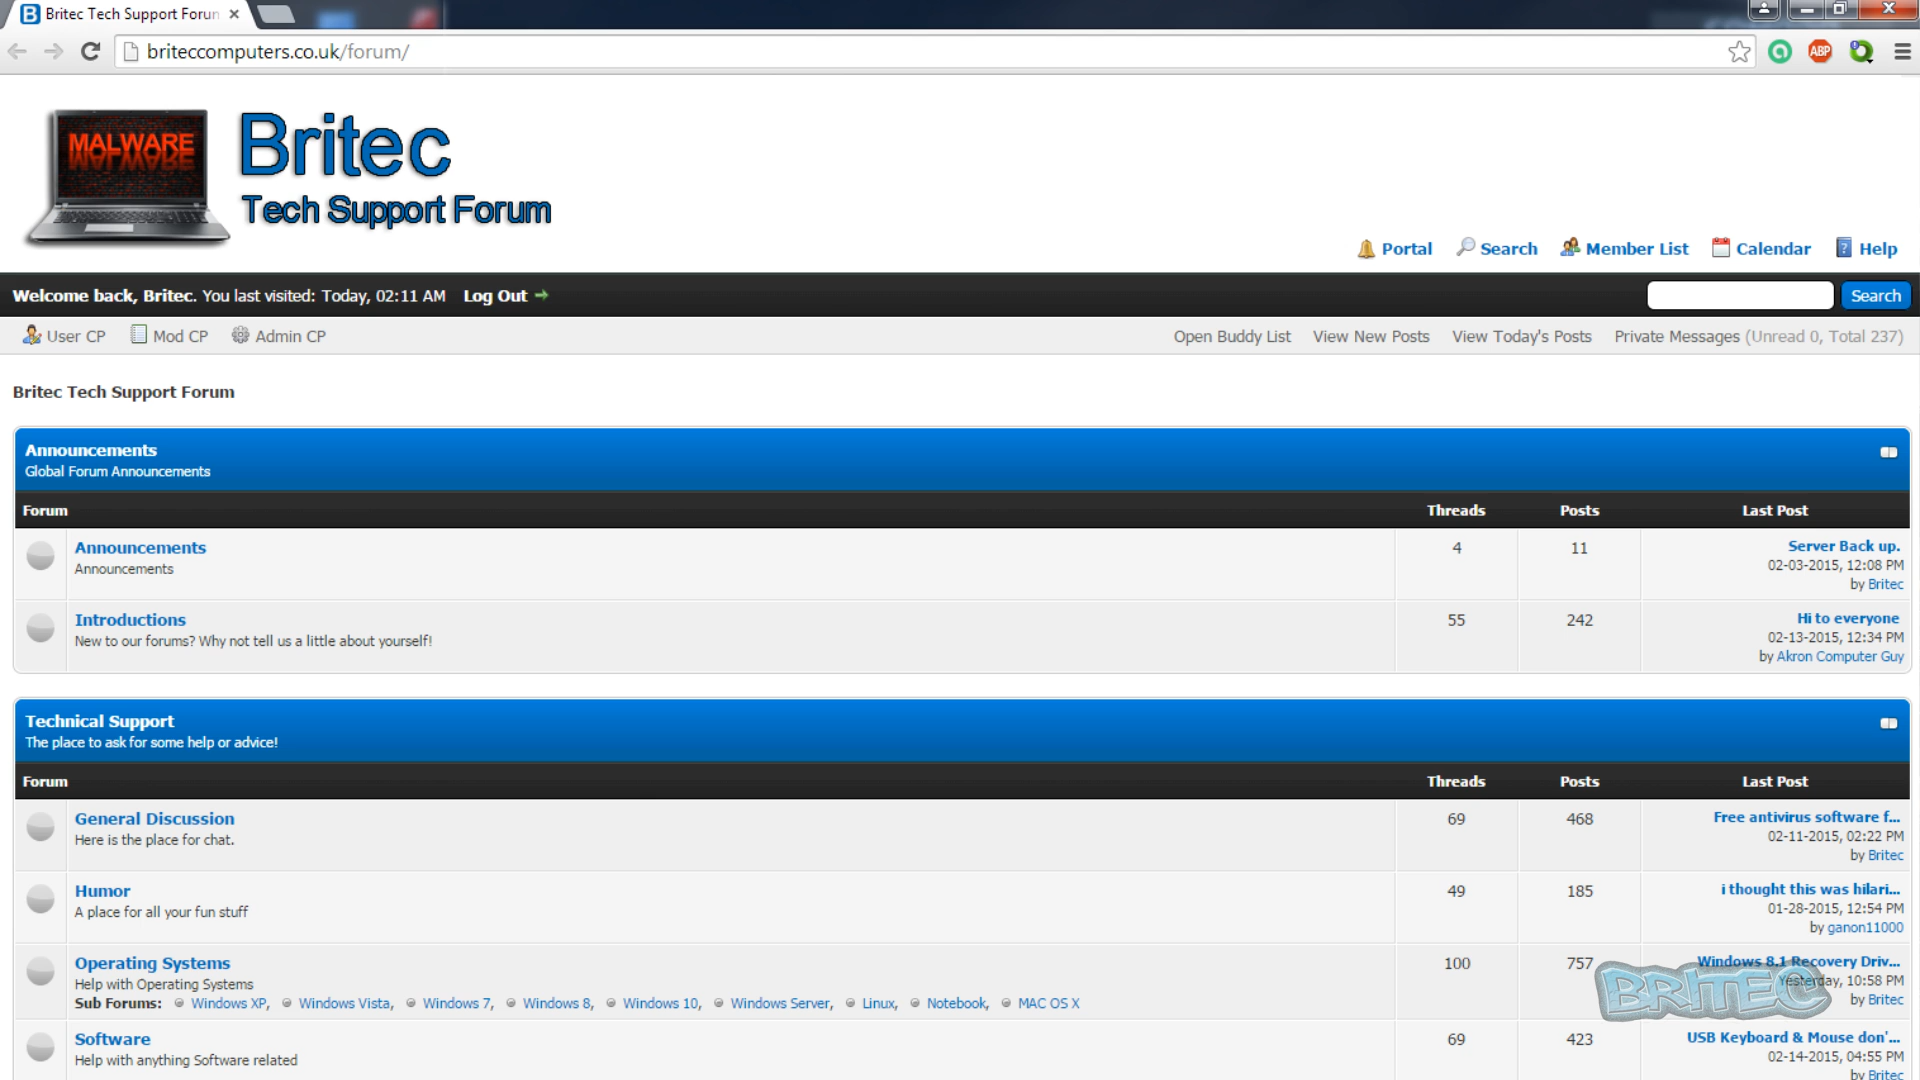 Britec Tech Support Forun
briteccomputers.co.uk/forum/
ABP
MALWARE
Britec
Tech Support Forum
Portal Search Member List Calendar Help
Welcome back, Britec. You last visited: Today, 02:11 AM Log Out
Search
User CP Mod CP Admin CP
Open Buddy List View New Posts View Today's Posts Private Messages (Unread 0, Total 237)
Britec Tech Support Forum
Announcements
Global Forum Announcements
Forum Threads Posts Last Post
Announcements 4 11 Server Back up.
Announcements 02-03-2015, 12:08 PM
by Britec
Introductions 55 242 Hi to everyone
New to our forums? Why not tell us a little about yourself! 02-13-2015, 12:34 PM
by Akron Computer Guy
Technical Support
The place to ask for some help or advice!
Forum Threads Posts Last Post
General Discussion 69 468 Free antivirus software f...
Here is the place for chat. 02-11-2015, 02:22 PM
by Britec
Humor 49 185 i thought this was hilari...
A place for all your fun stuff 01-28-2015, 12:54 PM
by ganon11000
Operating Systems 100 757 Windows 8.1 Recovery Driv...
Help with Operating Systems Yesterday, 10:58 PM
Sub Forums: Windows XP, Windows Vista, Windows 7, Windows 8, Windows 10, Windows Server, Linux, Notebook, MAC OS X by Britec
BRITEC
Software 69 423 USB Keyboard & Mouse don'...
Help with anything Software related 02-14-2015, 04:55 PM
by Britec